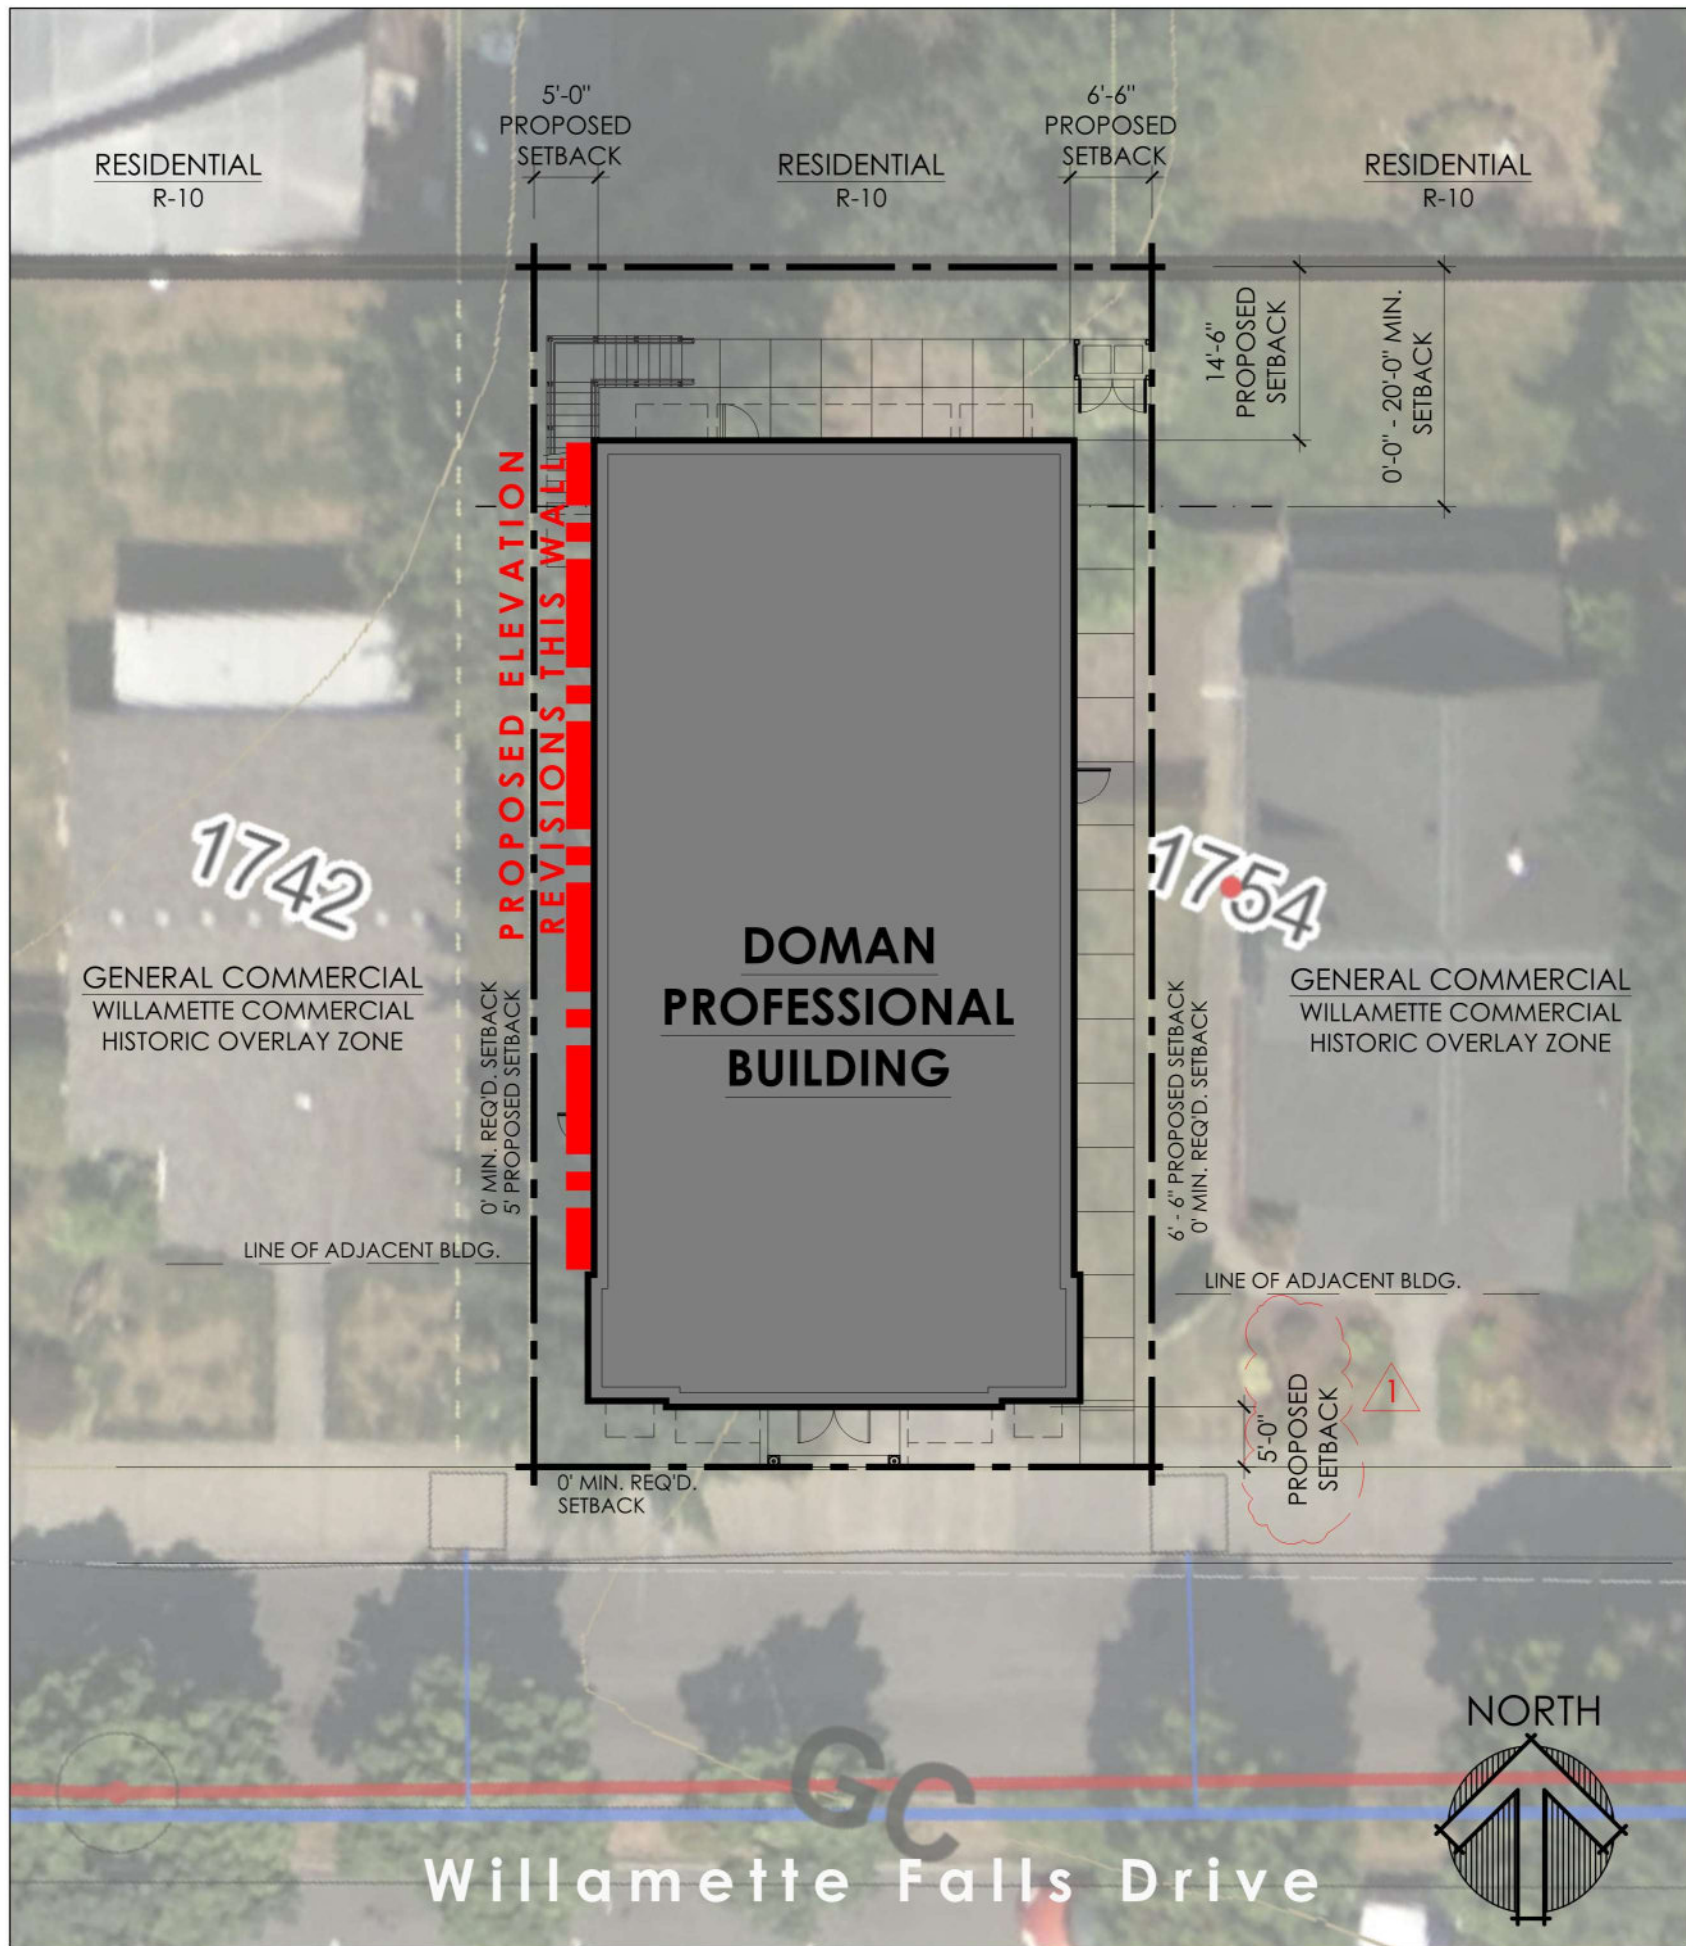 5'-0"
PROPOSED
SETBACK
6'-6"
PROPOSED
SETBACK
RESIDENTIAL
R-10
RESIDENTIAL
R-10
RESIDENTIAL
R-10
14'-6"
PROPOSED
SETBACK
0'-0" - 20'-0" MIN.
SETBACK
PROPOSED ELEVATION
REVISIONS THIS WALL
1742
1754
DOMAN
PROFESSIONAL
BUILDING
GENERAL COMMERCIAL
WILLAMETTE COMMERCIAL
HISTORIC OVERLAY ZONE
GENERAL COMMERCIAL
WILLAMETTE COMMERCIAL
HISTORIC OVERLAY ZONE
0' MIN. REQ'D. SETBACK
5' PROPOSED SETBACK
6' - 6" PROPOSED SETBACK
0' MIN. REQ'D. SETBACK
LINE OF ADJACENT BLDG.
LINE OF ADJACENT BLDG.
5'-0"
PROPOSED
SETBACK
1
0' MIN. REQ'D.
SETBACK
NORTH
GC
Willamette Falls Drive